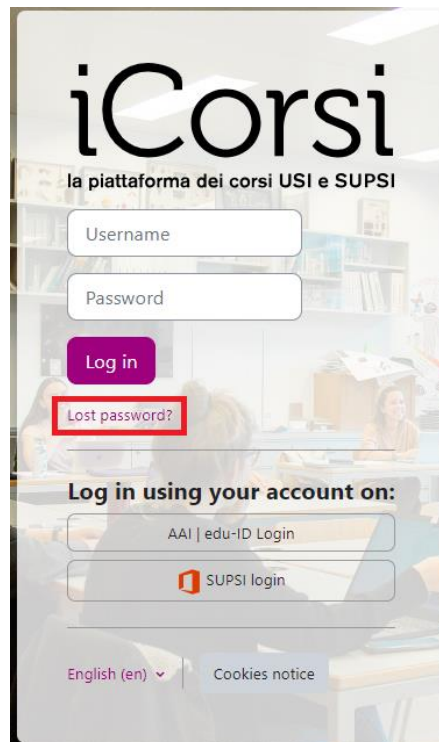 iCorsi
la piattaforma dei corsi USI e SUPSI
Username
Password
Log in
Lost password?
Log in using your account on:
AAI | edu-ID Login
SUPSI login
English (en)
Cookies notice